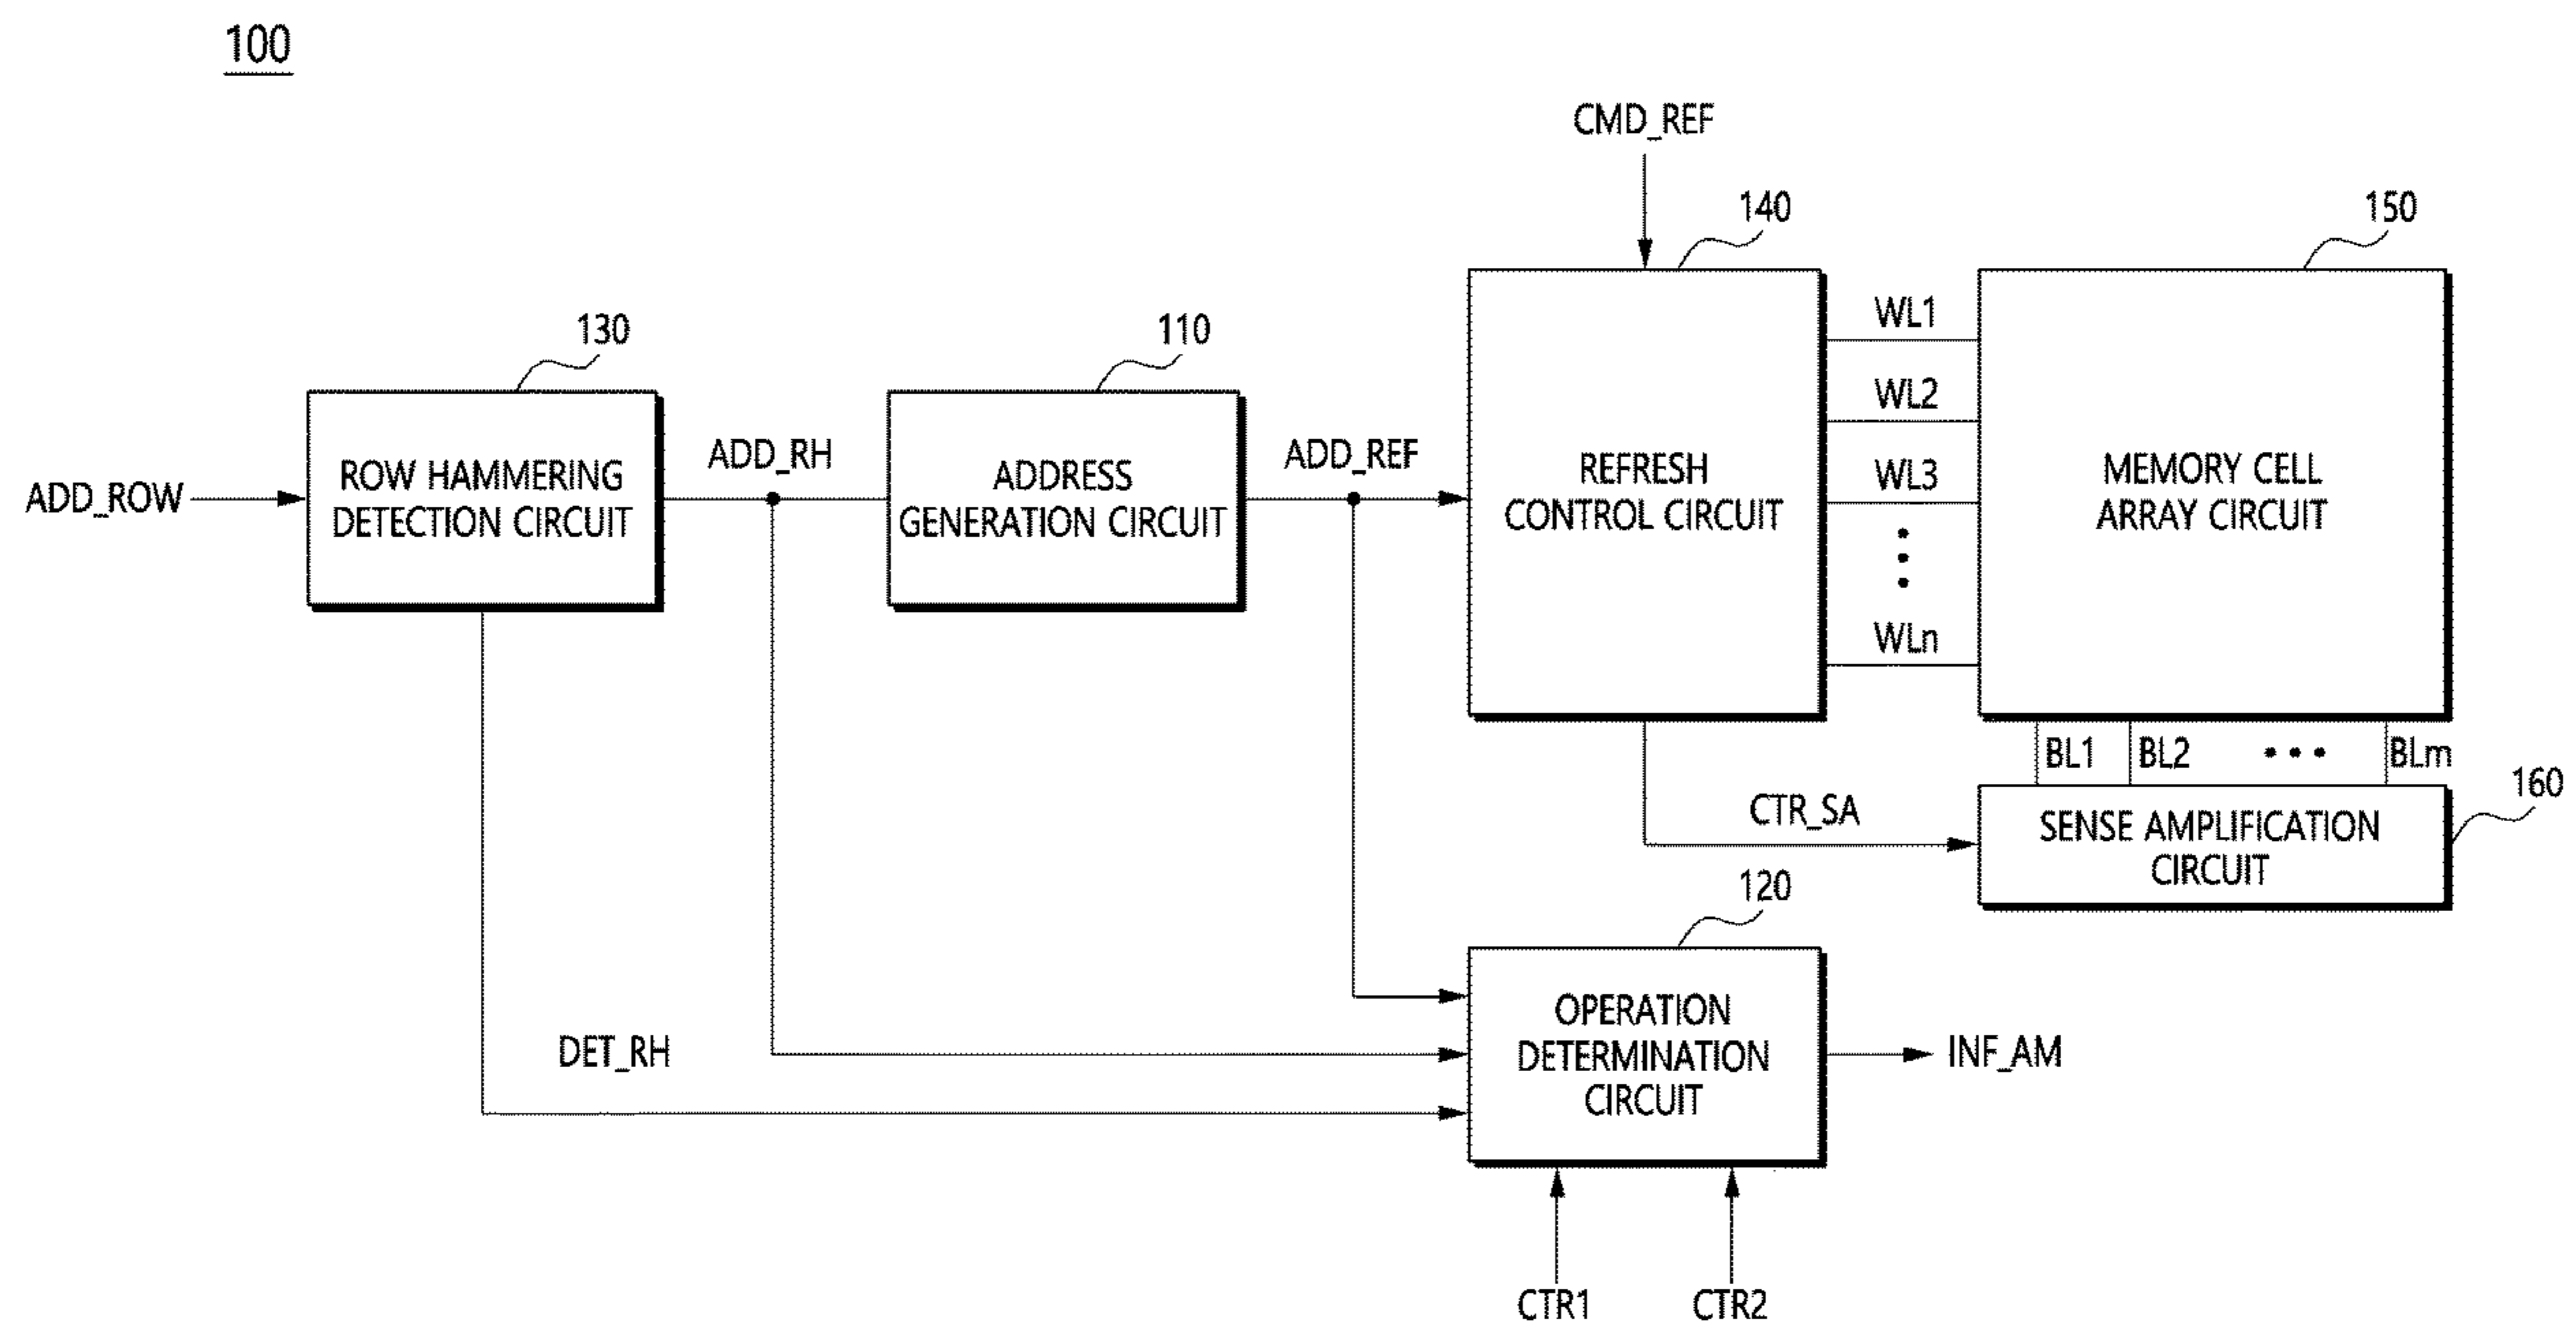 100
CMD_REF
140
150
130
110
WL1
WL2
WL3
WLn
ADD_ROW
ROW HAMMERING
DETECTION CIRCUIT
ADD_RH
ADDRESS
GENERATION CIRCUIT
ADD_REF
REFRESH
CONTROL CIRCUIT
MEMORY CELL
ARRAY CIRCUIT
BL1 BL2 ••• BLm
160
CTR_SA
SENSE AMPLIFICATION
CIRCUIT
120
DET_RH
OPERATION
DETERMINATION
CIRCUIT
INF_AM
CTR1 CTR2